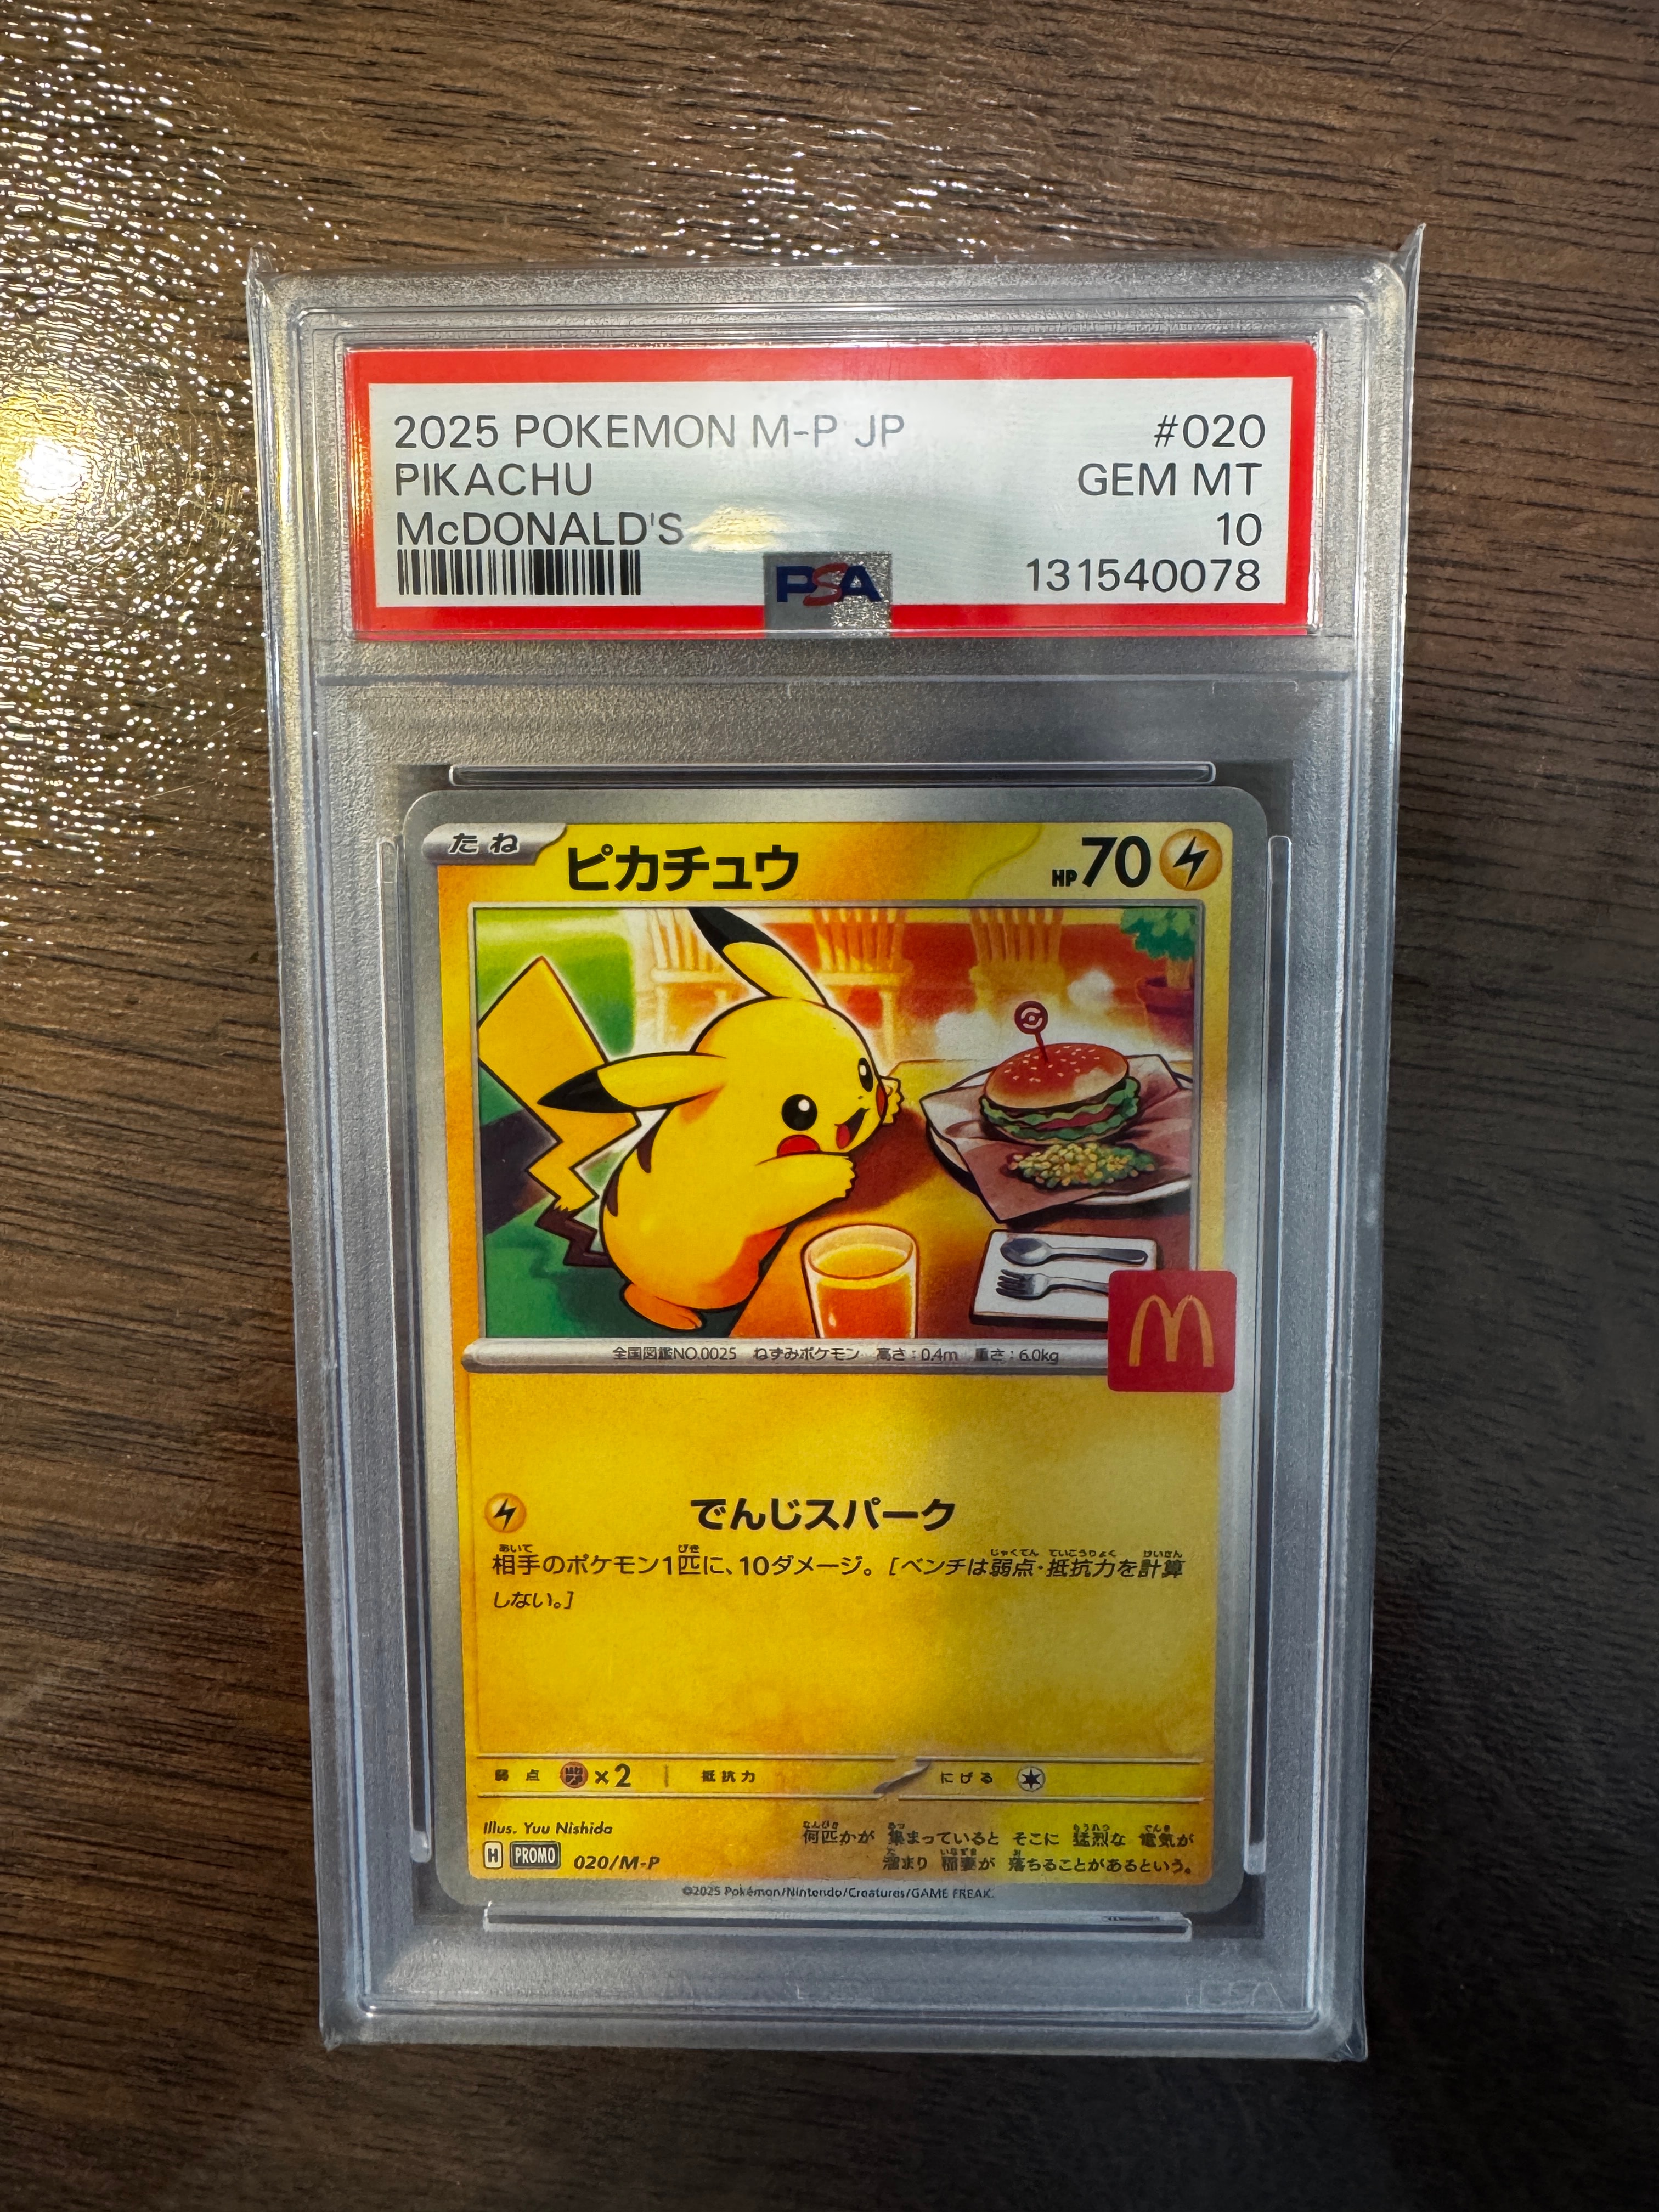 2025 POKEMON M-P JP #020
PIKACHU GEM MT
McDONALD'S 10
131540078
PSA
たね ピカチュウ HP 70
全国図鑑NO.0025 ねずみポケモン 高さ:0.4m 重さ:6.0kg
でんじスパーク
相手のポケモン1匹に、10ダメージ。[ベンチは弱点・抵抗力を計算
しない。]
弱点 ×2 抵抗力 にげる
Illus. Yuu Nishida
H PROMO 020/M-P
何匹かが 集まっていると そこに 猛烈な 電気が
溜まり 稲妻が 落ちることがあるという。
©2025 Pokémon/Nintendo/Creatures/GAME FREAK.
PSA